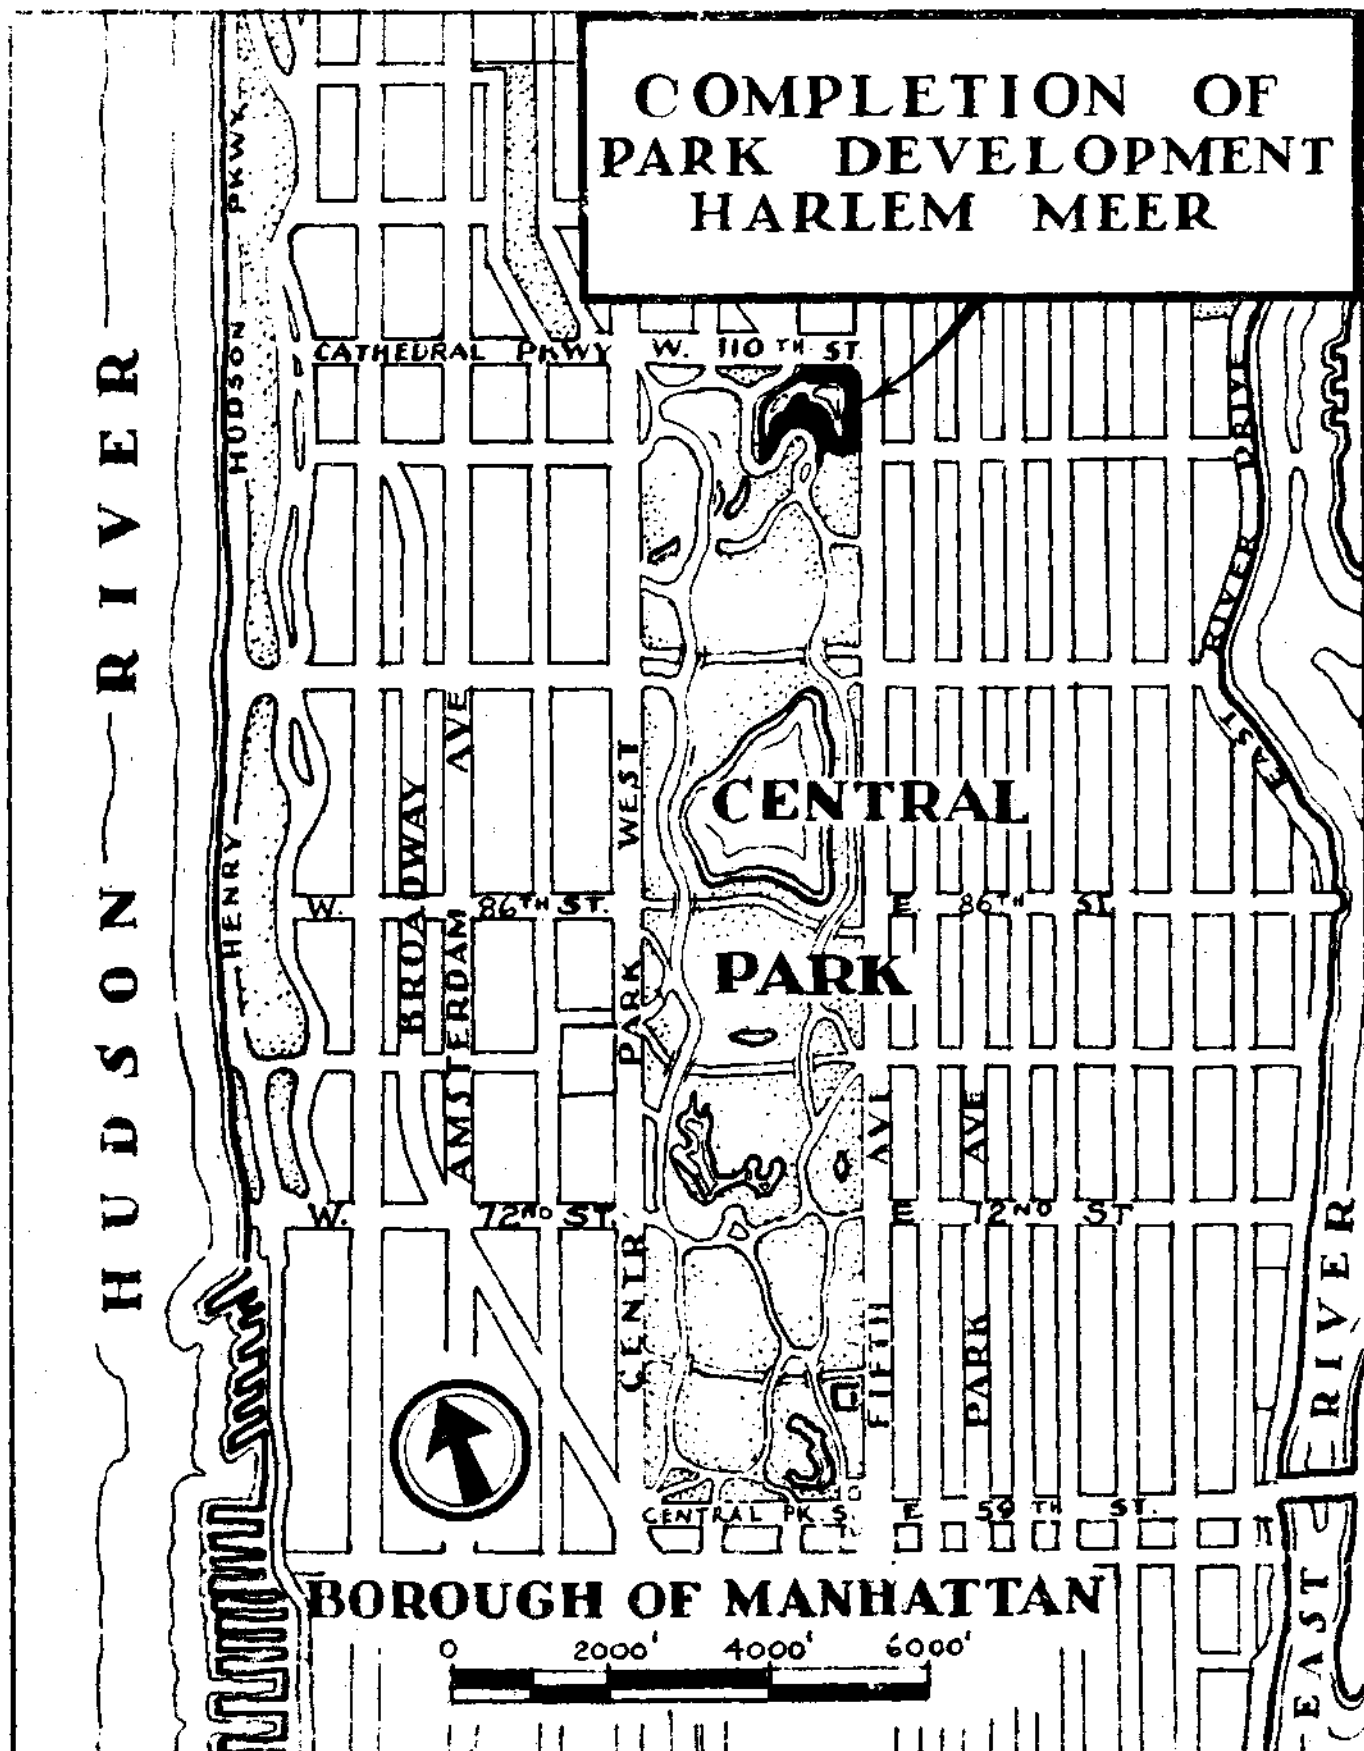 COMPLETION OF
PARK DEVELOPMENT
HARLEM MEER
CATHEDRAL PKWY W. 110TH ST.
HENRY HUDSON PKWY.
HUDSON RIVER
BROADWAY
AMSTERDAM AVE
CENTRAL PARK WEST
CENTRAL
PARK
EAST RIVER DRIVE
W. 86TH ST.
E 86TH ST
FIFTH AVE
PARK AVE
W. 72ND ST.
E 72ND ST
CENTRAL PK. S.
E 59TH ST.
EAST RIVER
BOROUGH OF MANHATTAN
0 2000' 4000' 6000'